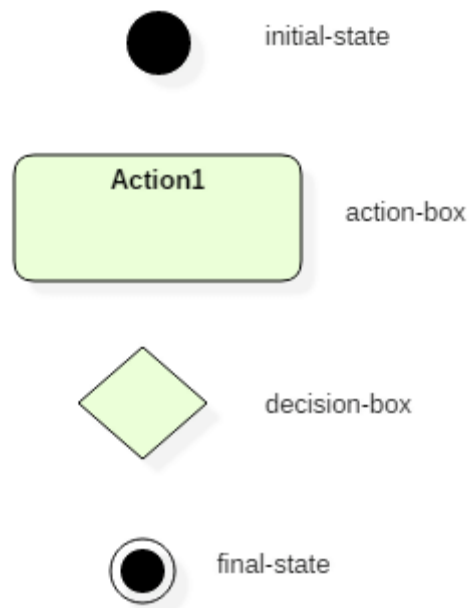 initial-state
Action1
action-box
decision-box
final-state